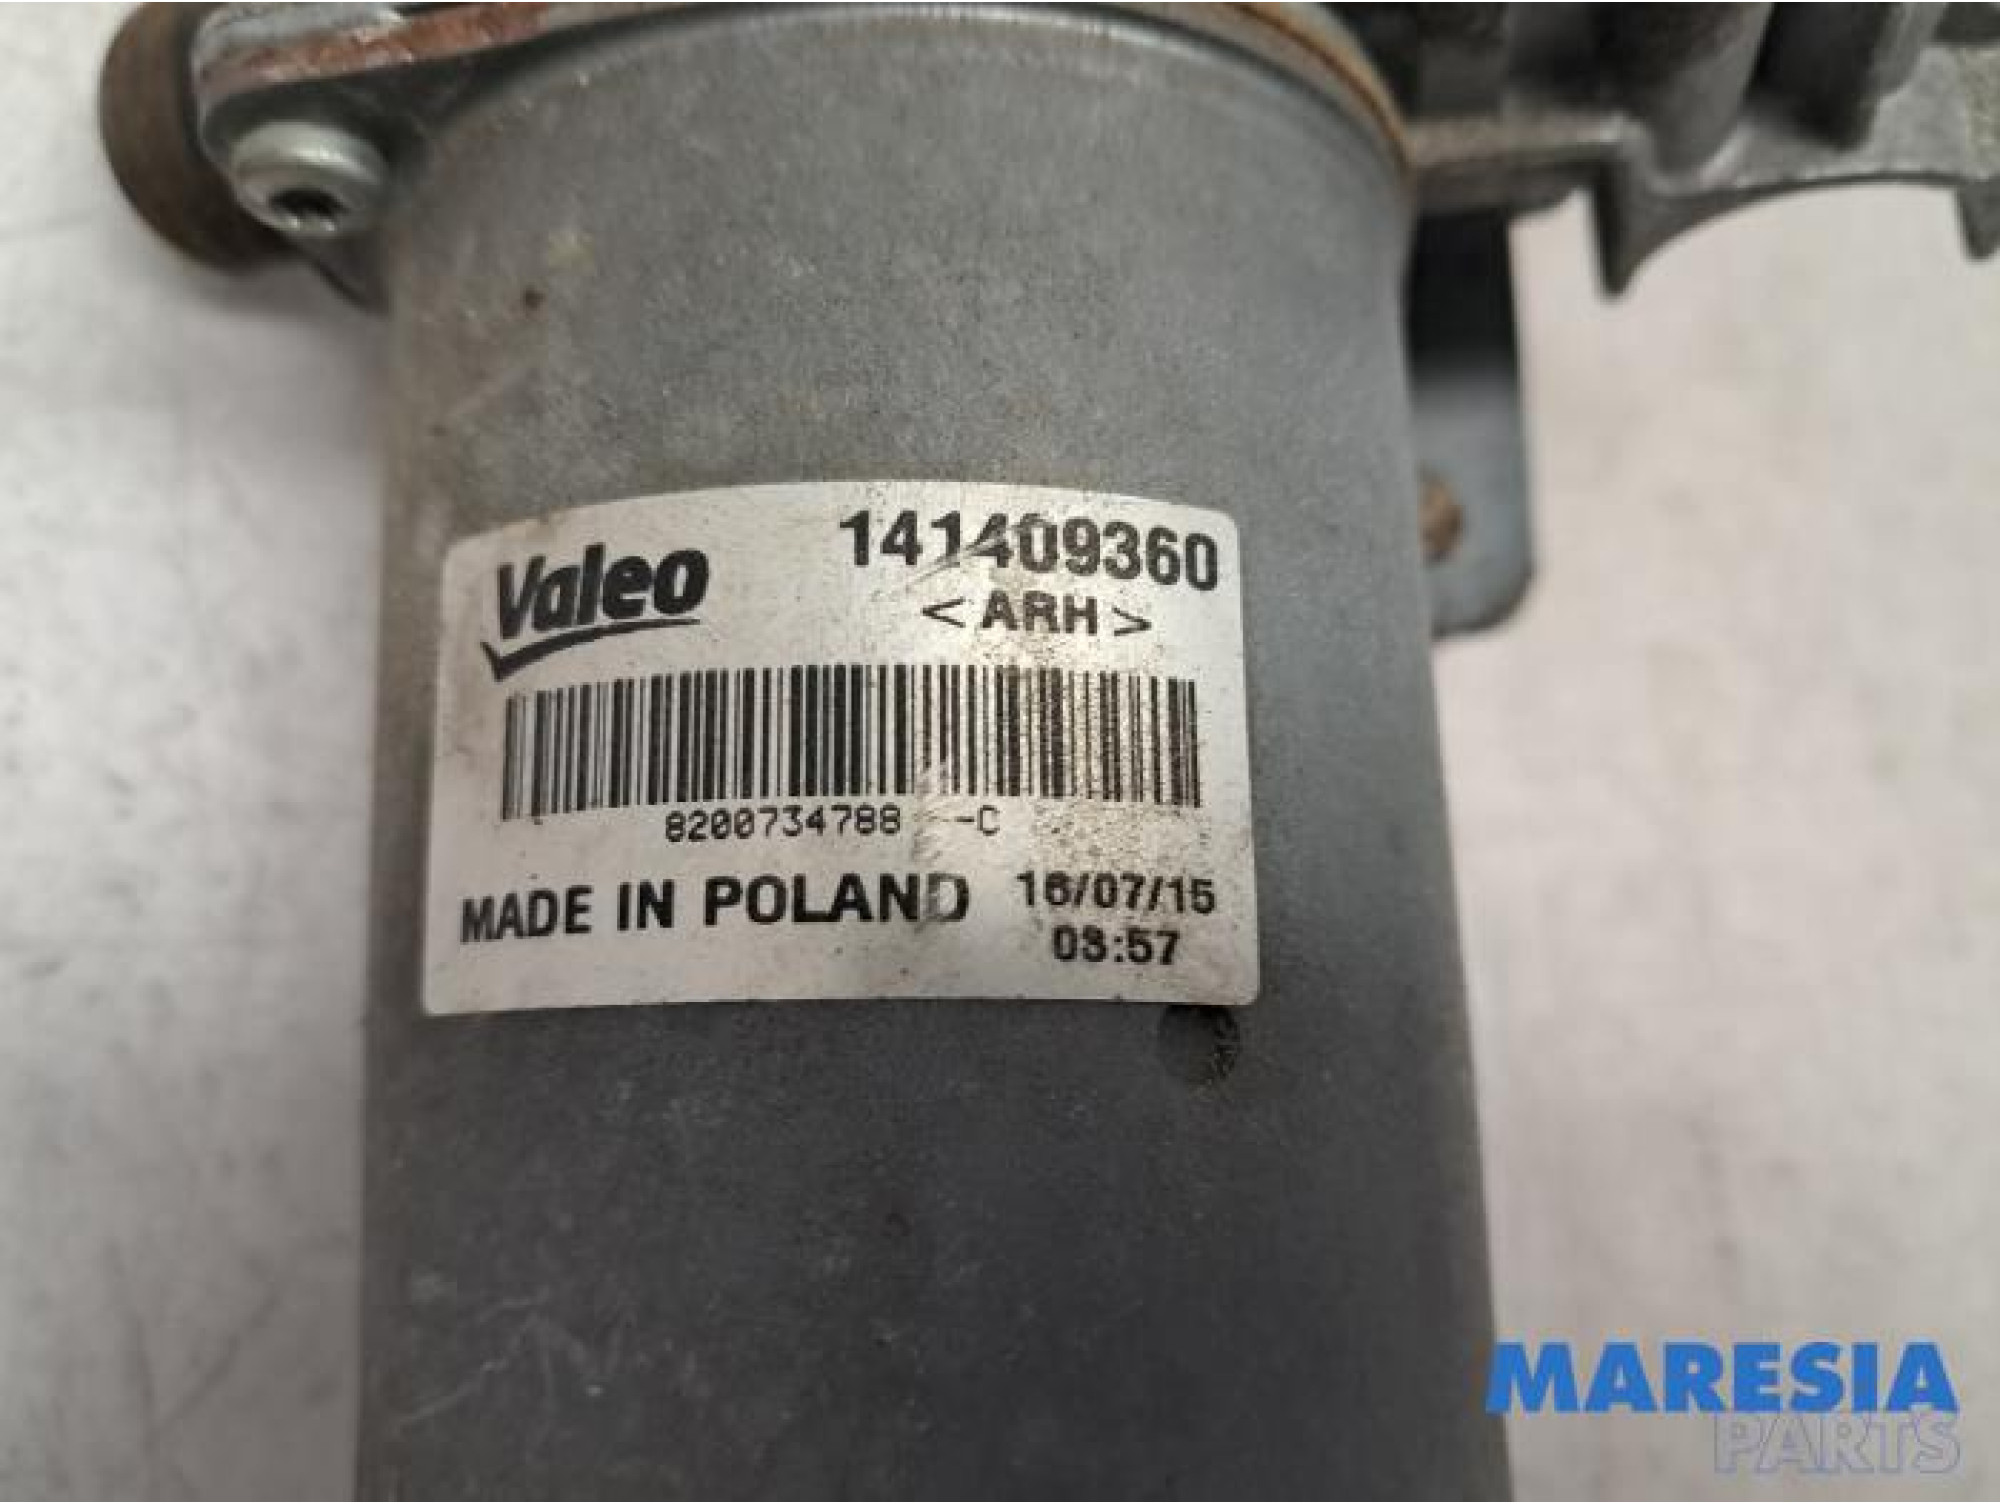 Valeo
141409360
<ARH>
8200734788 -C
MADE IN POLAND
16/07/15
03:57
MARESIA
PARTS